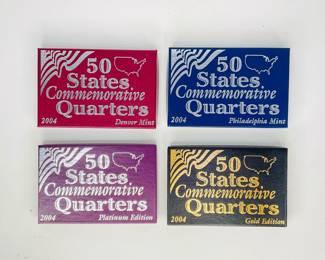 50
States
Commemorative
Quarters
2004
Denver Mint
50
States
Commemorative
Quarters
2004
Philadelphia Mint
50
States
Commemorative
Quarters
2004
Platinum Edition
50
States
Commemorative
Quarters
2004
Gold Edition